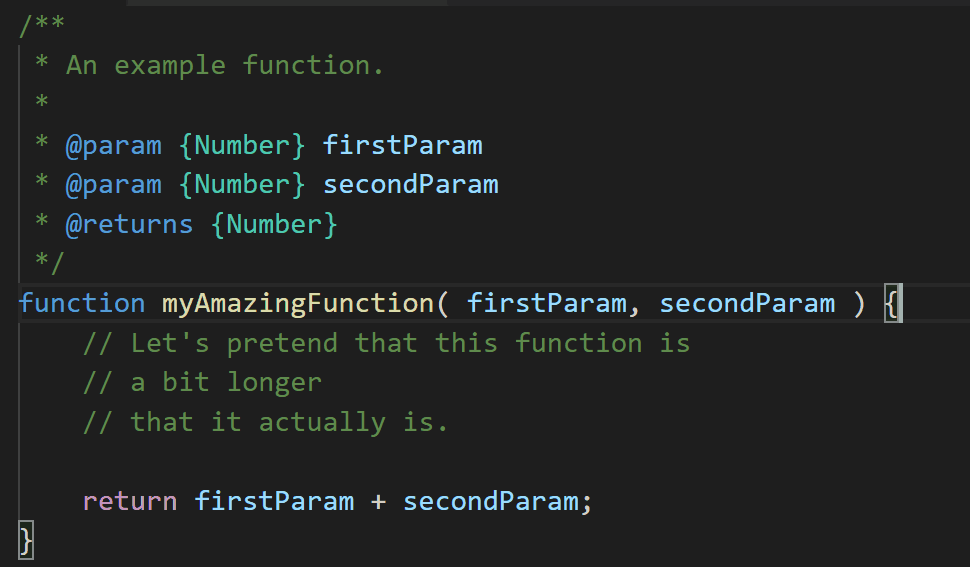 /**
 * An example function.
 *
 * @param {Number} firstParam
 * @param {Number} secondParam
 * @returns {Number}
 */
function myAmazingFunction( firstParam, secondParam ) {
    // Let's pretend that this function is
    // a bit longer
    // that it actually is.

    return firstParam + secondParam;
}